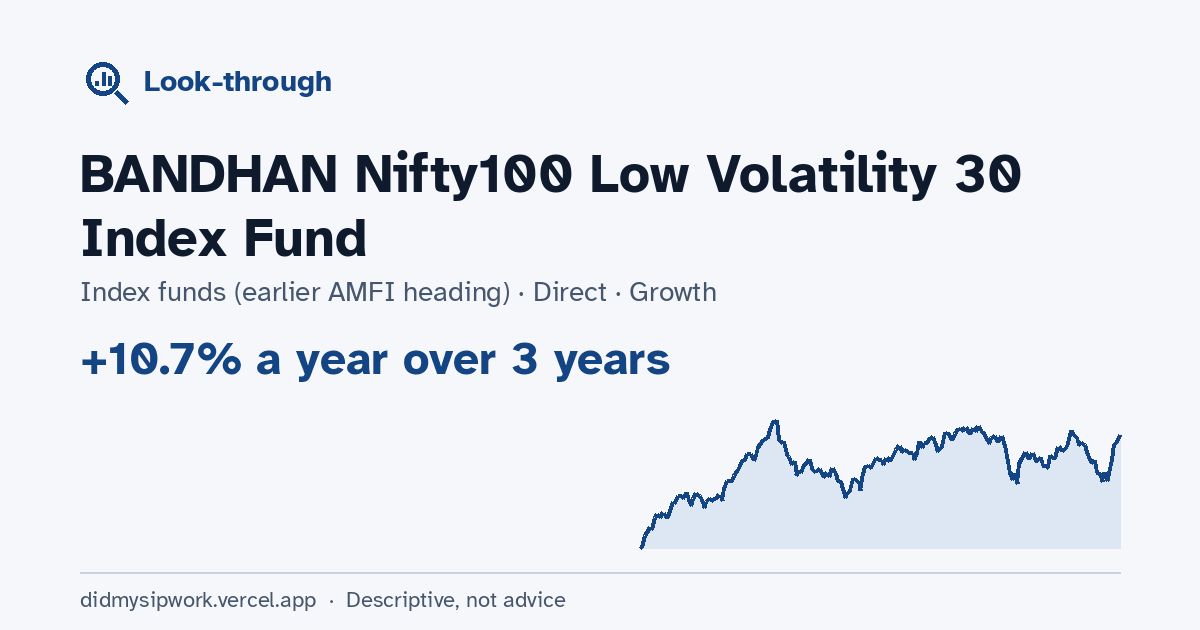 Look-through
BANDHAN Nifty100 Low Volatility 30
Index Fund
Index funds (earlier AMFI heading) · Direct · Growth
+10.7% a year over 3 years
didmysipwork.vercel.app · Descriptive, not advice